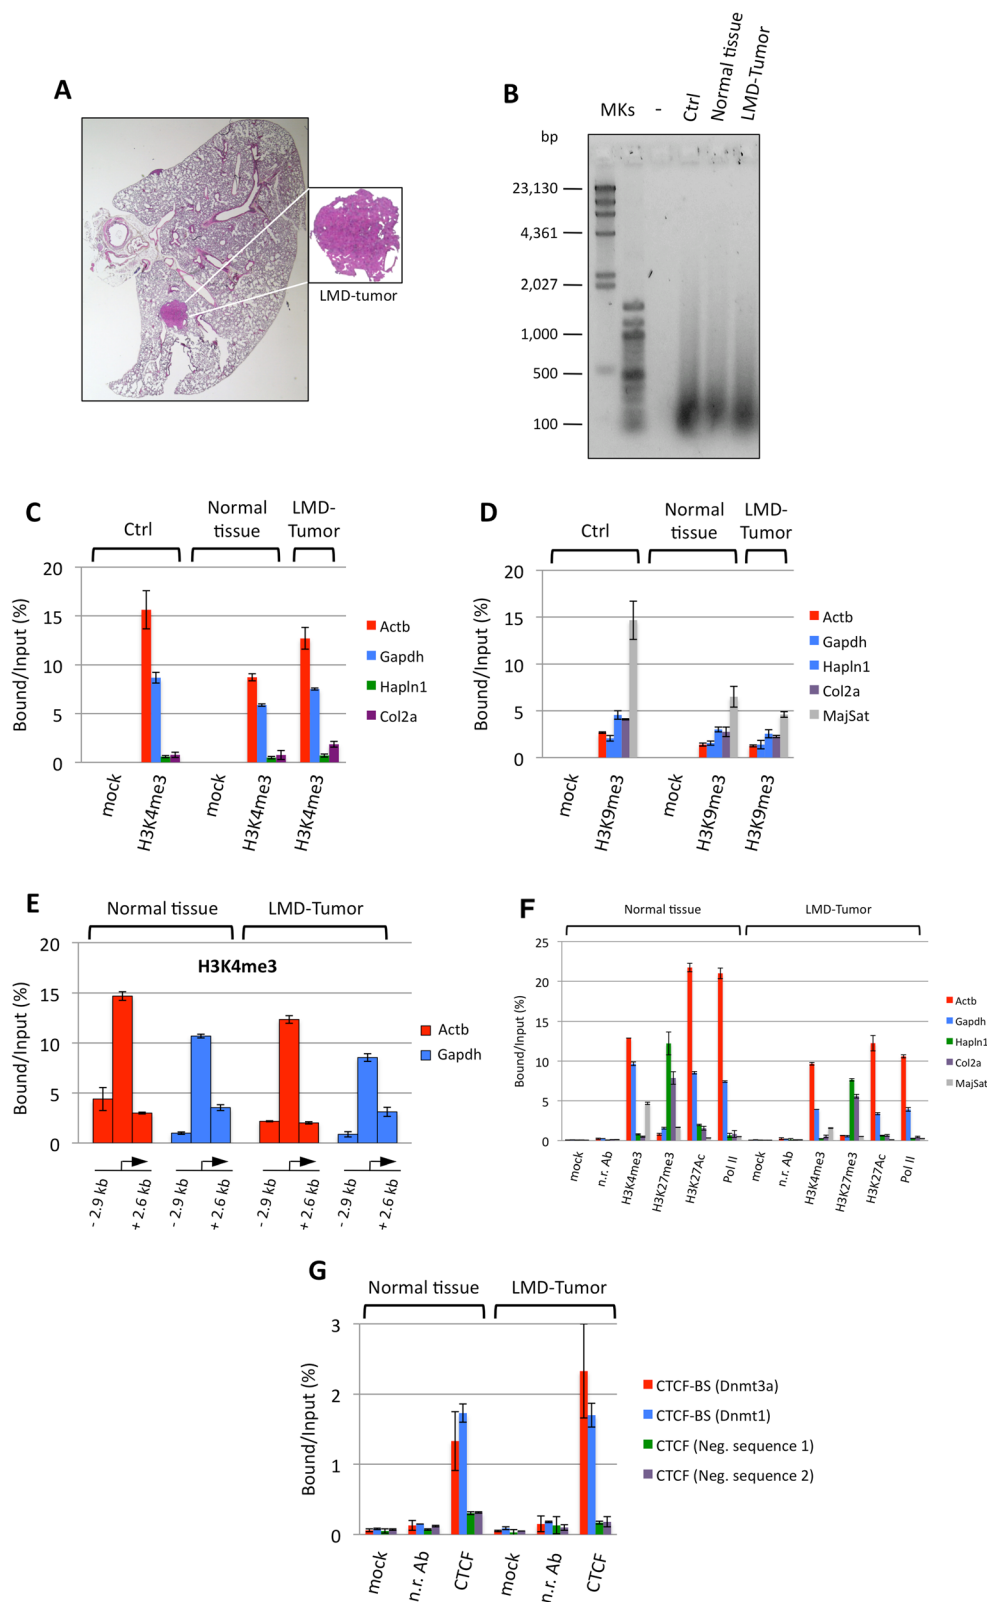 A
LMD-tumor
B
MKs - Ctrl Normal tissue LMD-Tumor
bp
23,130
4,361
2,027
1,000
500
100
C
Ctrl
Normal
tissue
LMD-
Tumor
Bound/Input (%)
20
15
10
5
0
mock
H3K4me3
mock
H3K4me3
H3K4me3
Actb
Gapdh
Hapln1
Col2a
D
Ctrl
Normal
tissue
LMD-
Tumor
Bound/Input (%)
20
15
10
5
0
mock
H3K9me3
mock
H3K9me3
H3K9me3
Actb
Gapdh
Hapln1
Col2a
MajSat
E
Normal tissue
LMD-Tumor
H3K4me3
Bound/Input (%)
20
15
10
5
0
- 2.9 kb
+ 2.6 kb
- 2.9 kb
+ 2.6 kb
- 2.9 kb
+ 2.6 kb
- 2.9 kb
+ 2.6 kb
Actb
Gapdh
F
Normal tissue
LMD-Tumor
Bound/Input (%)
25
20
15
10
5
0
mock
n.r. Ab
H3K4me3
H3K27me3
H3K27Ac
Pol II
mock
n.r. Ab
H3K4me3
H3K27me3
H3K27Ac
Pol II
Actb
Gapdh
Hapln1
Col2a
MajSat
G
Normal tissue
LMD-Tumor
Bound/Input (%)
3
2
1
0
mock
n.r. Ab
CTCF
mock
n.r. Ab
CTCF
CTCF-BS (Dnmt3a)
CTCF-BS (Dnmt1)
CTCF (Neg. sequence 1)
CTCF (Neg. sequence 2)